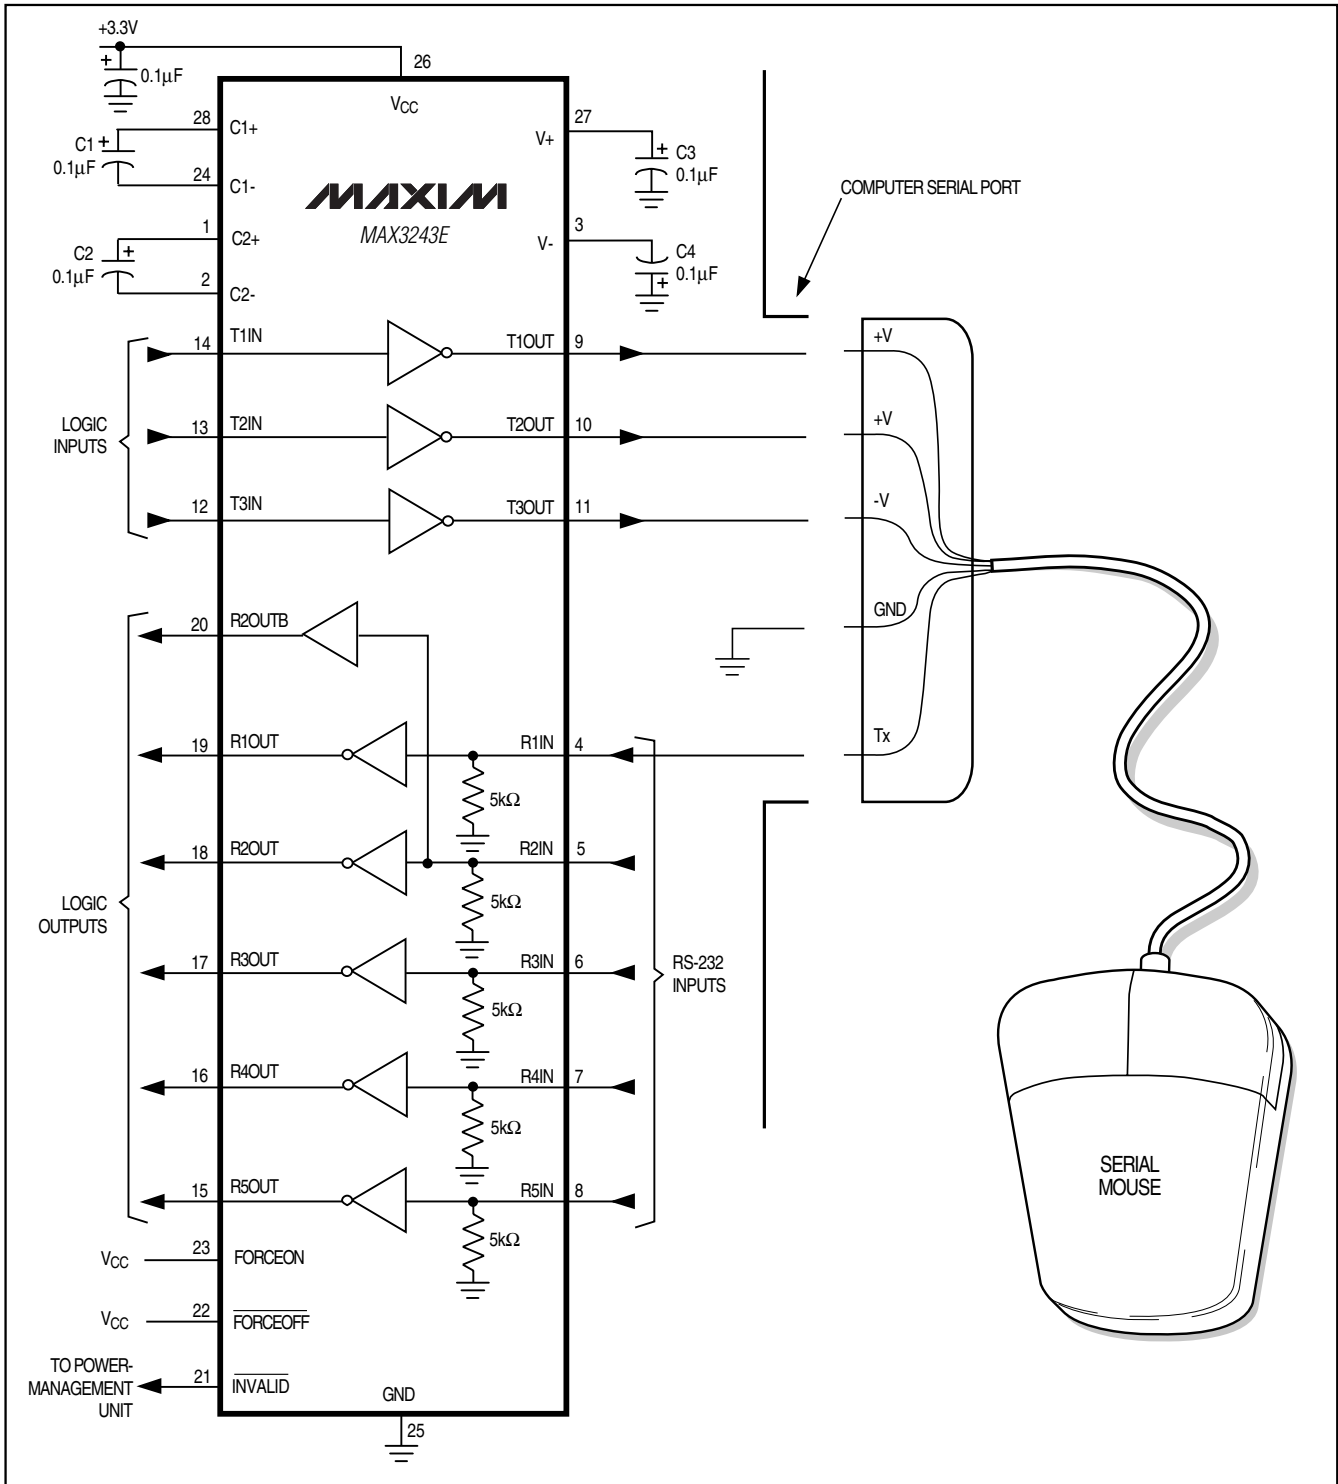 +3.3V
0.1μF
26
VCC
28
C1+
C1
0.1μF
24
C1-
27
V+
C3
0.1μF
MAXIM
MAX3243E
1
C2+
C2
0.1μF
2
C2-
3
V-
C4
0.1μF
COMPUTER SERIAL PORT
LOGIC
INPUTS
14
T1IN
T1OUT
9
+V
13
T2IN
T2OUT
10
+V
12
T3IN
T3OUT
11
-V
20
R2OUTB
GND
LOGIC
OUTPUTS
19
R1OUT
R1IN
4
Tx
5kΩ
18
R2OUT
R2IN
5
5kΩ
17
R3OUT
R3IN
6
5kΩ
RS-232
INPUTS
16
R4OUT
R4IN
7
5kΩ
15
R5OUT
R5IN
8
5kΩ
SERIAL
MOUSE
VCC
23
FORCEON
VCC
22
FORCEOFF
TO POWER-
MANAGEMENT
UNIT
21
INVALID
GND
25